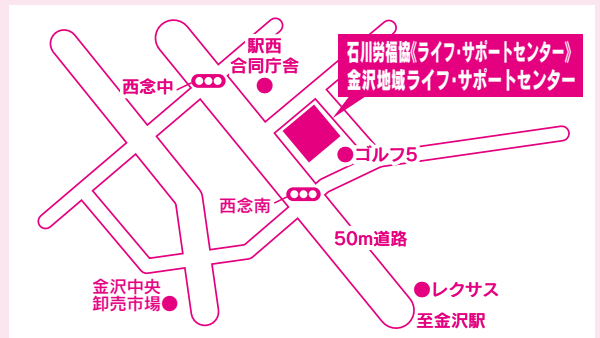 石川労福協《ライフ・サポートセンター》
金沢地域ライフ・サポートセンター
駅西
合同庁舎
西念中
ゴルフ5
西念南
50m道路
金沢中央
卸売市場
レクサス
至金沢駅